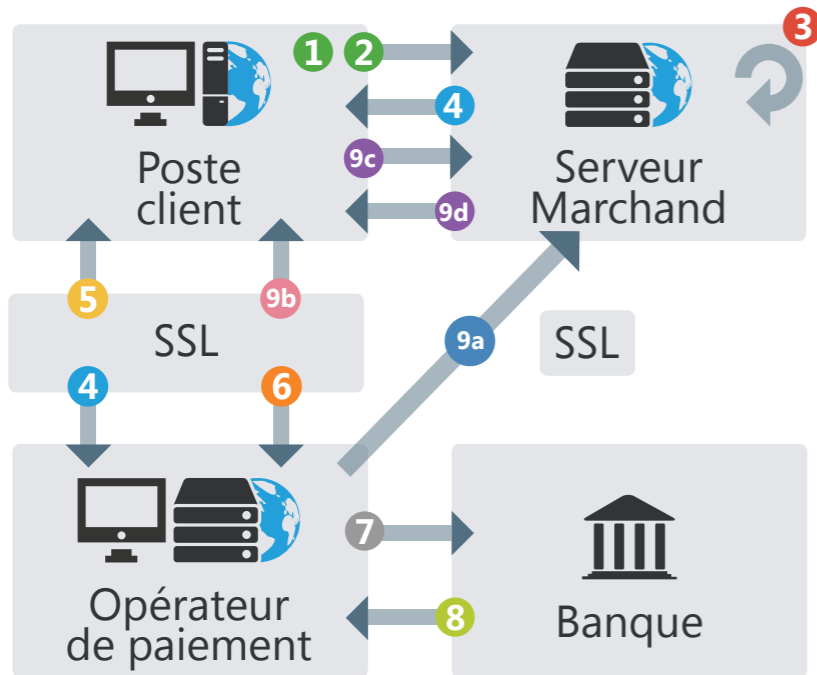 1 2
3
4
9c
9d
Poste
client
Serveur
Marchand
5
9b
SSL
4
6
9a
SSL
7
8
Opérateur
de paiement
Banque